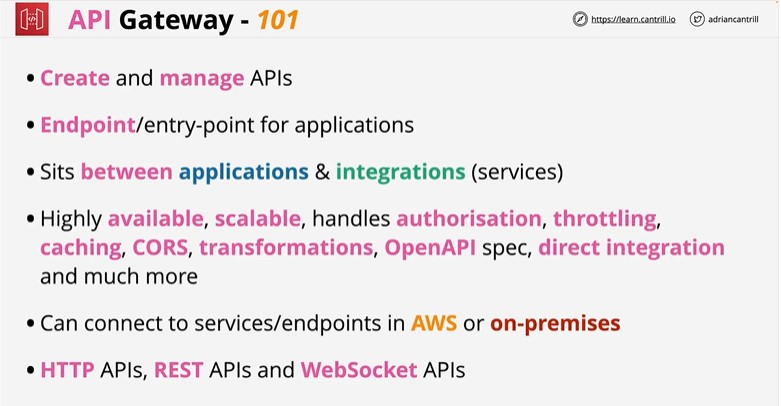 API Gateway - 101
https://learn.cantrill.io
adriancantrill
• Create and manage APIs
• Endpoint/entry-point for applications
• Sits between applications & integrations (services)
• Highly available, scalable, handles authorisation, throttling,
caching, CORS, transformations, OpenAPI spec, direct integration
and much more
• Can connect to services/endpoints in AWS or on-premises
• HTTP APIs, REST APIs and WebSocket APIs